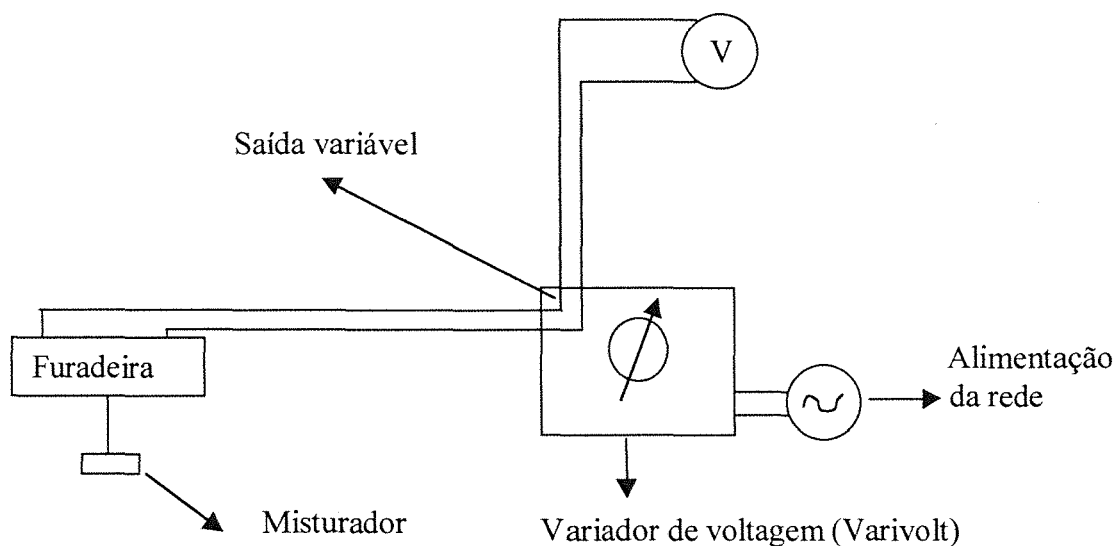 V
Saída variável
Furadeira
Alimentação
da rede
Misturador
Variador de voltagem (Varivolt)